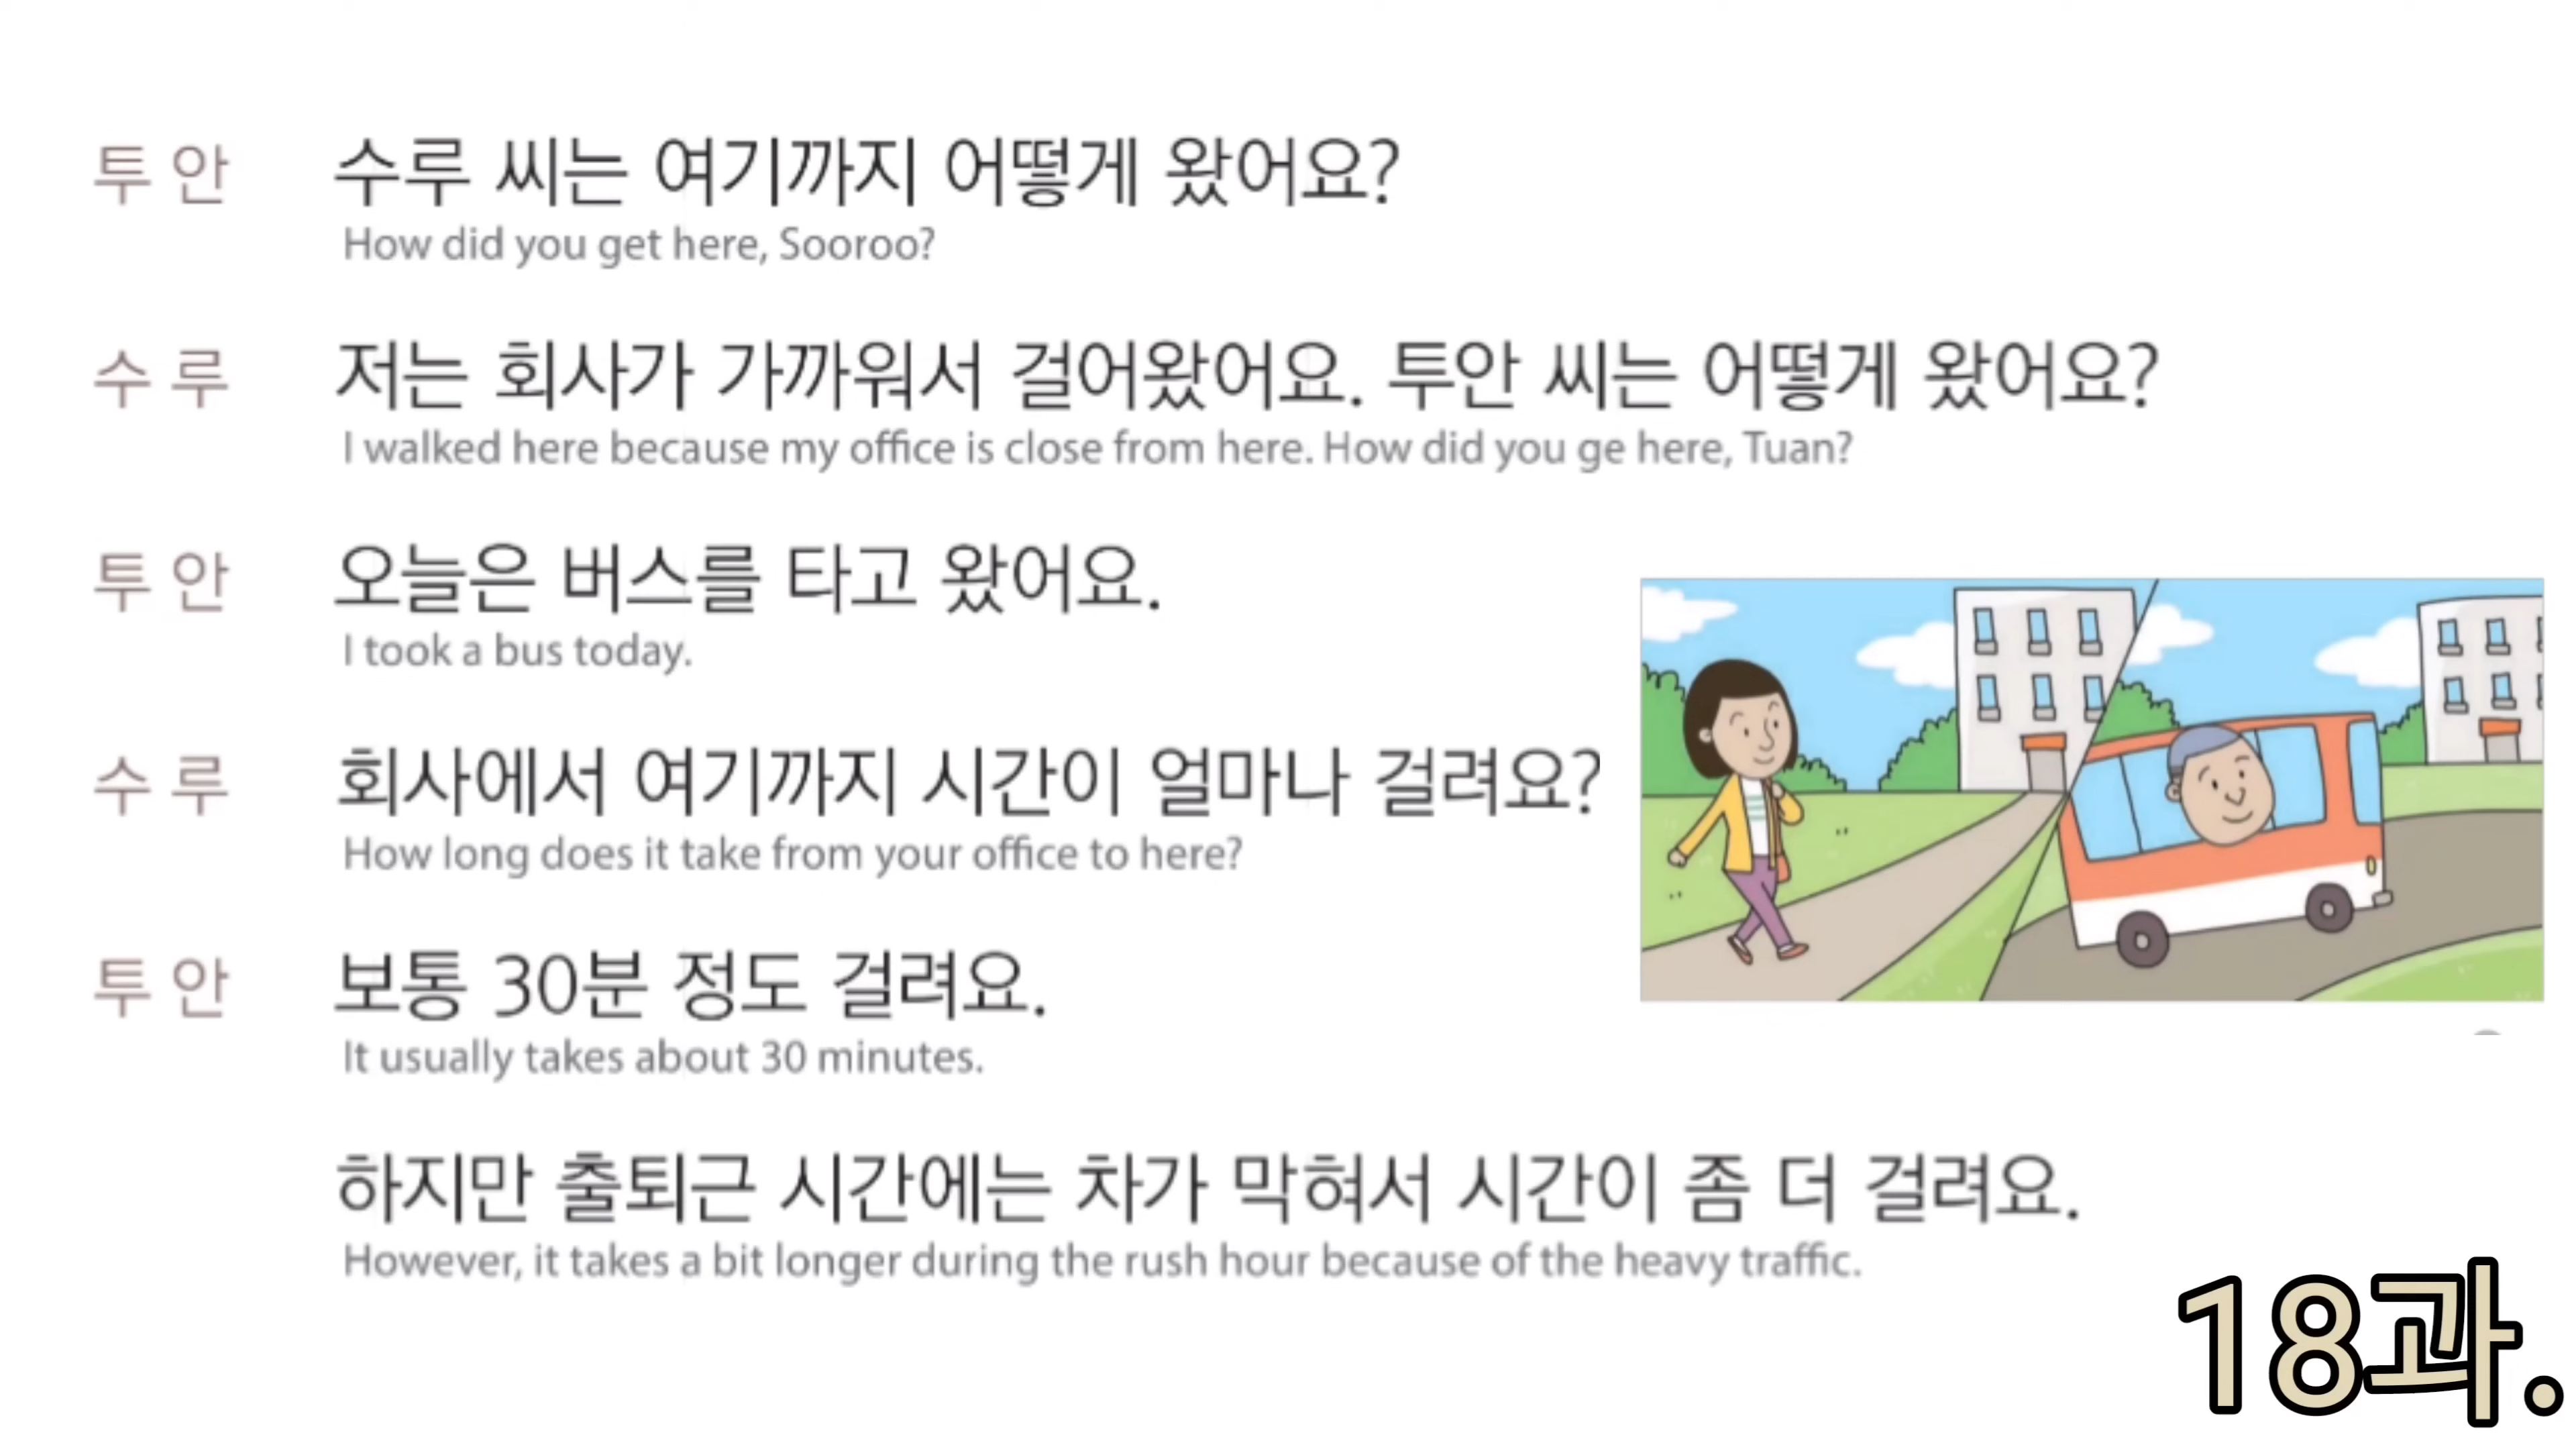 투안 수루 씨는 여기까지 어떻게 왔어요?
How did you get here, Sooroo?
수루 저는 회사가 가까워서 걸어왔어요. 투안 씨는 어떻게 왔어요?
I walked here because my office is close from here. How did you ge here, Tuan?
투안 오늘은 버스를 타고 왔어요.
I took a bus today.
수루 회사에서 여기까지 시간이 얼마나 걸려요?
How long does it take from your office to here?
투안 보통 30분 정도 걸려요.
It usually takes about 30 minutes.
하지만 출퇴근 시간에는 차가 막혀서 시간이 좀 더 걸려요.
However, it takes a bit longer during the rush hour because of the heavy traffic.
18과.